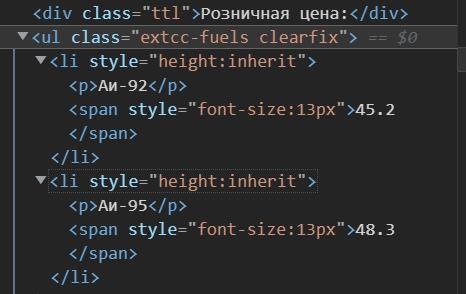 <div class="ttl">Розничная цена:</div>
▼<ul class="extcc-fuels clearfix"> == $0
▼<li style="height:inherit">
<p>Аи-92</p>
<span style="font-size:13px">45.2
</span>
</li>
▼<li style="height:inherit">
<p>Аи-95</p>
<span style="font-size:13px">48.3
</span>
</li>